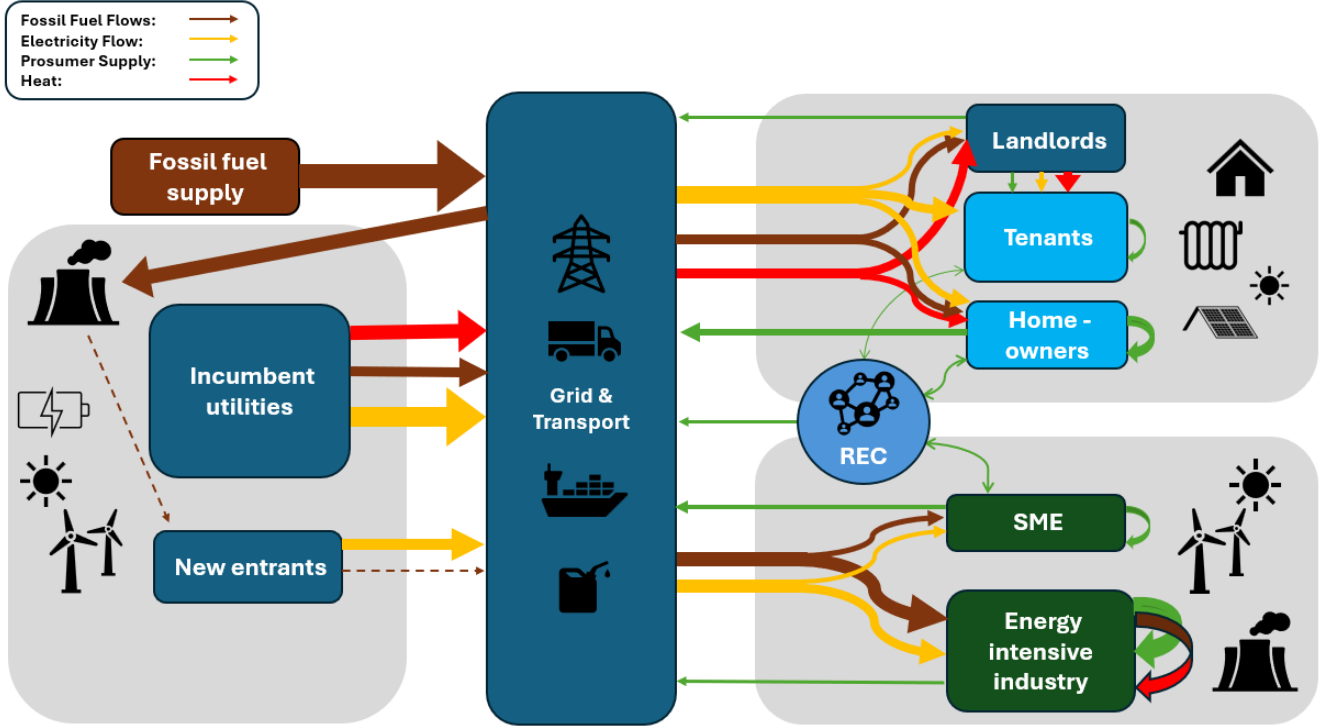 Fossil Fuel Flows:
Electricity Flow:
Prosumer Supply:
Heat:
Fossil fuel
supply
Incumbent
utilities
New entrants
Grid &
Transport
Landlords
Tenants
Home -
owners
REC
SME
Energy
intensive
industry